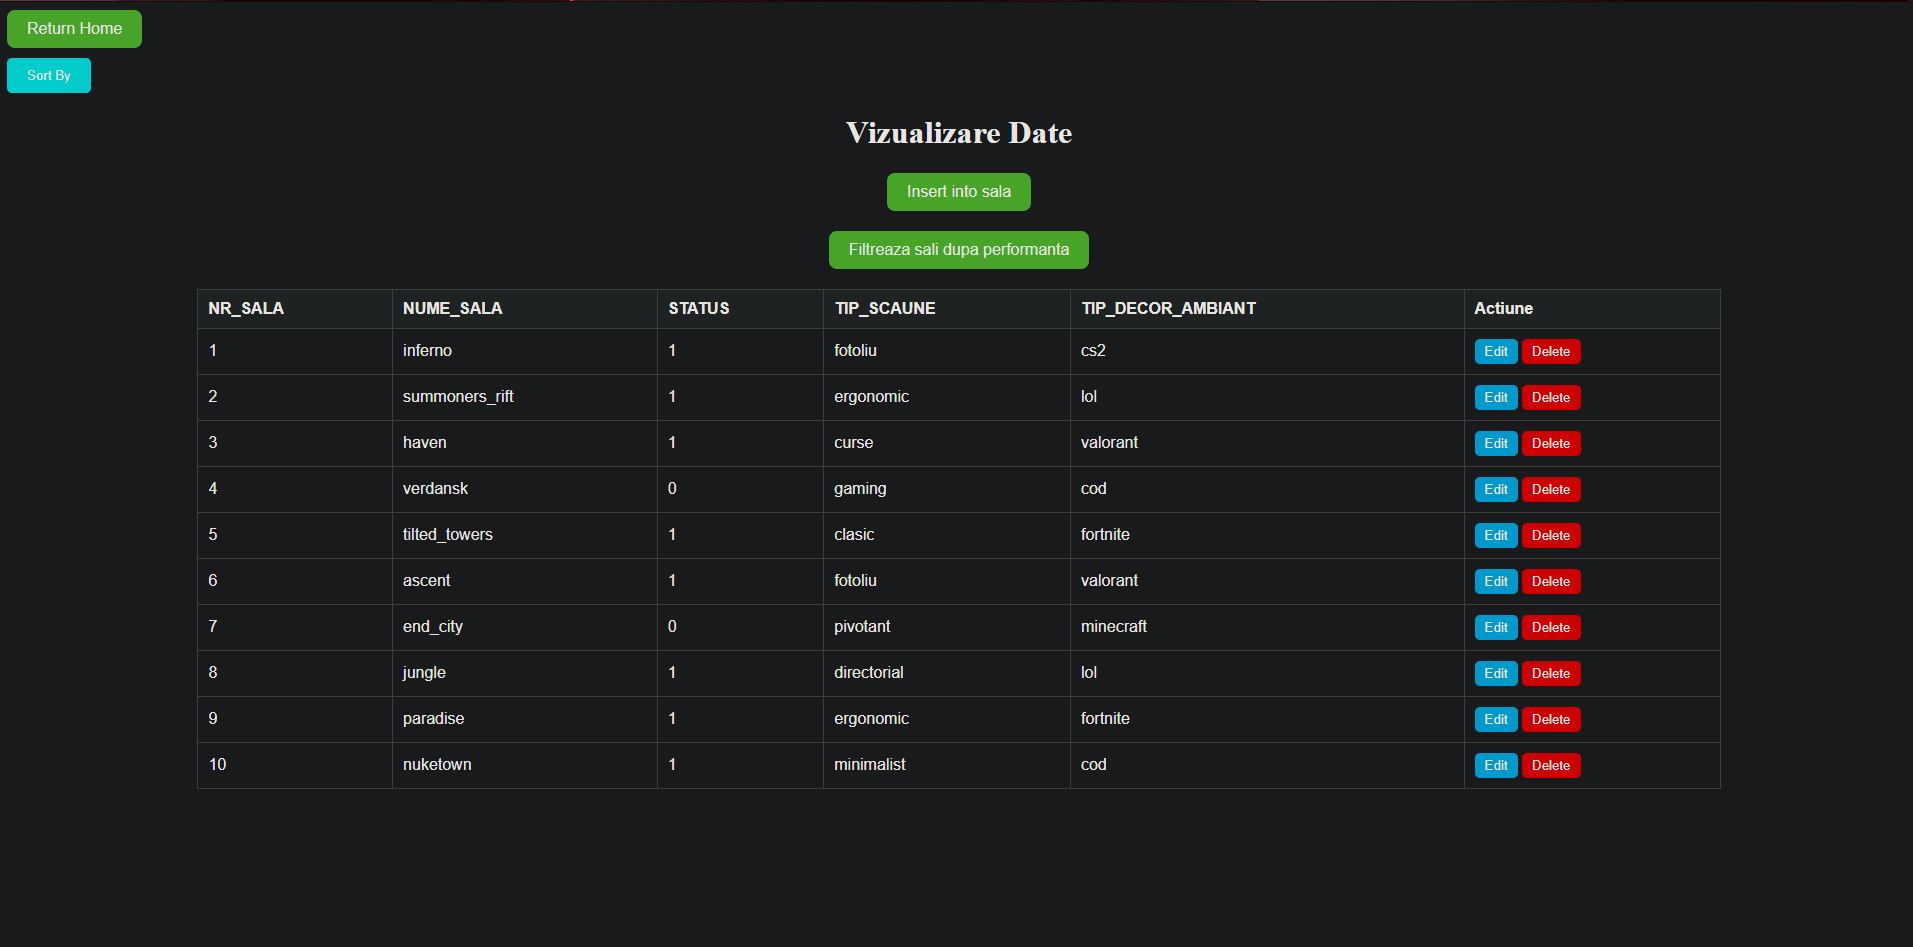 Return Home
Sort By
Vizualizare Date
Insert into sala
Filtreaza sali dupa performanta
NR_SALA NUME_SALA STATUS TIP_SCAUNE TIP_DECOR_AMBIANT Actiune
1 inferno 1 fotoliu cs2 Edit Delete
2 summoners_rift 1 ergonomic lol Edit Delete
3 haven 1 curse valorant Edit Delete
4 verdansk 0 gaming cod Edit Delete
5 tilted_towers 1 clasic fortnite Edit Delete
6 ascent 1 fotoliu valorant Edit Delete
7 end_city 0 pivotant minecraft Edit Delete
8 jungle 1 directorial lol Edit Delete
9 paradise 1 ergonomic fortnite Edit Delete
10 nuketown 1 minimalist cod Edit Delete